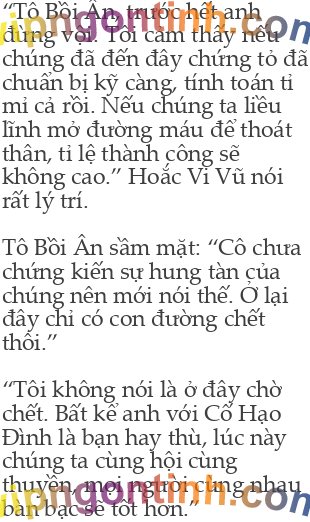 “Tô Bồi Ân, trước hết anh
đừng vội. Tôi cảm thấy nếu
chúng đã đến đây chứng tỏ đã
chuẩn bị kỹ càng, tính toán tỉ
mỉ cả rồi. Nếu chúng ta liều
lĩnh mở đường máu để thoát
thân, tỉ lệ thành công sẽ
không cao.” Hoắc Vi Vũ nói
rất lý trí.
Tô Bồi Ân sầm mặt: “Cô chưa
chứng kiến sự hung tàn của
chúng nên mới nói thế. Ở lại
đây chỉ có con đường chết
thôi.”
“Tôi không nói là ở đây chờ
chết. Bất kể anh với Cố Hạo
Đình là bạn hay thù, lúc này
chúng ta cùng hội cùng
thuyền, mọi người cùng nhau
bàn bạc sẽ tốt hơn.”
vipngontinh.com
vipngontinh.com